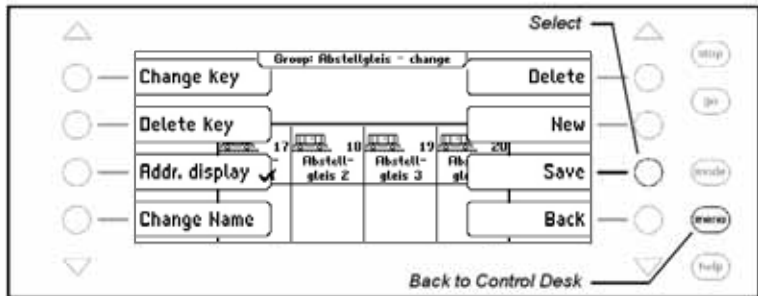 Select
stop
Group: Abstellgleis - change
Change key
Delete
go
Delete key
New
17 18 19 20
Addr. display
Abstell-
gleis 2
Abstell-
gleis 3
Save
mode
Change Name
Back
menu
Back to Control Desk
help